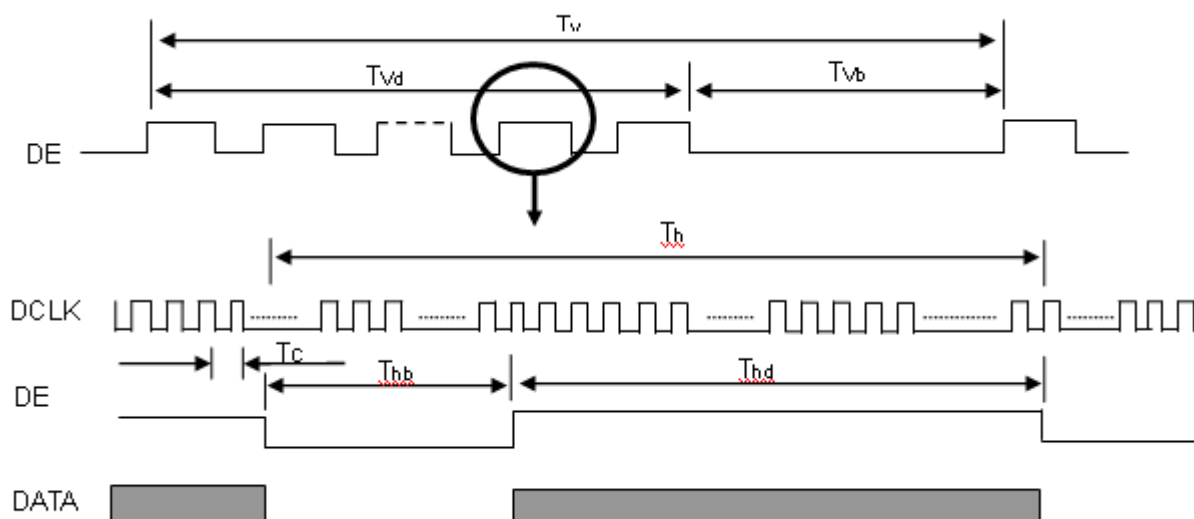 Tv
Tvd
Tvb
DE
Th
DCLK
Tc
Thb
Thd
DE
DATA